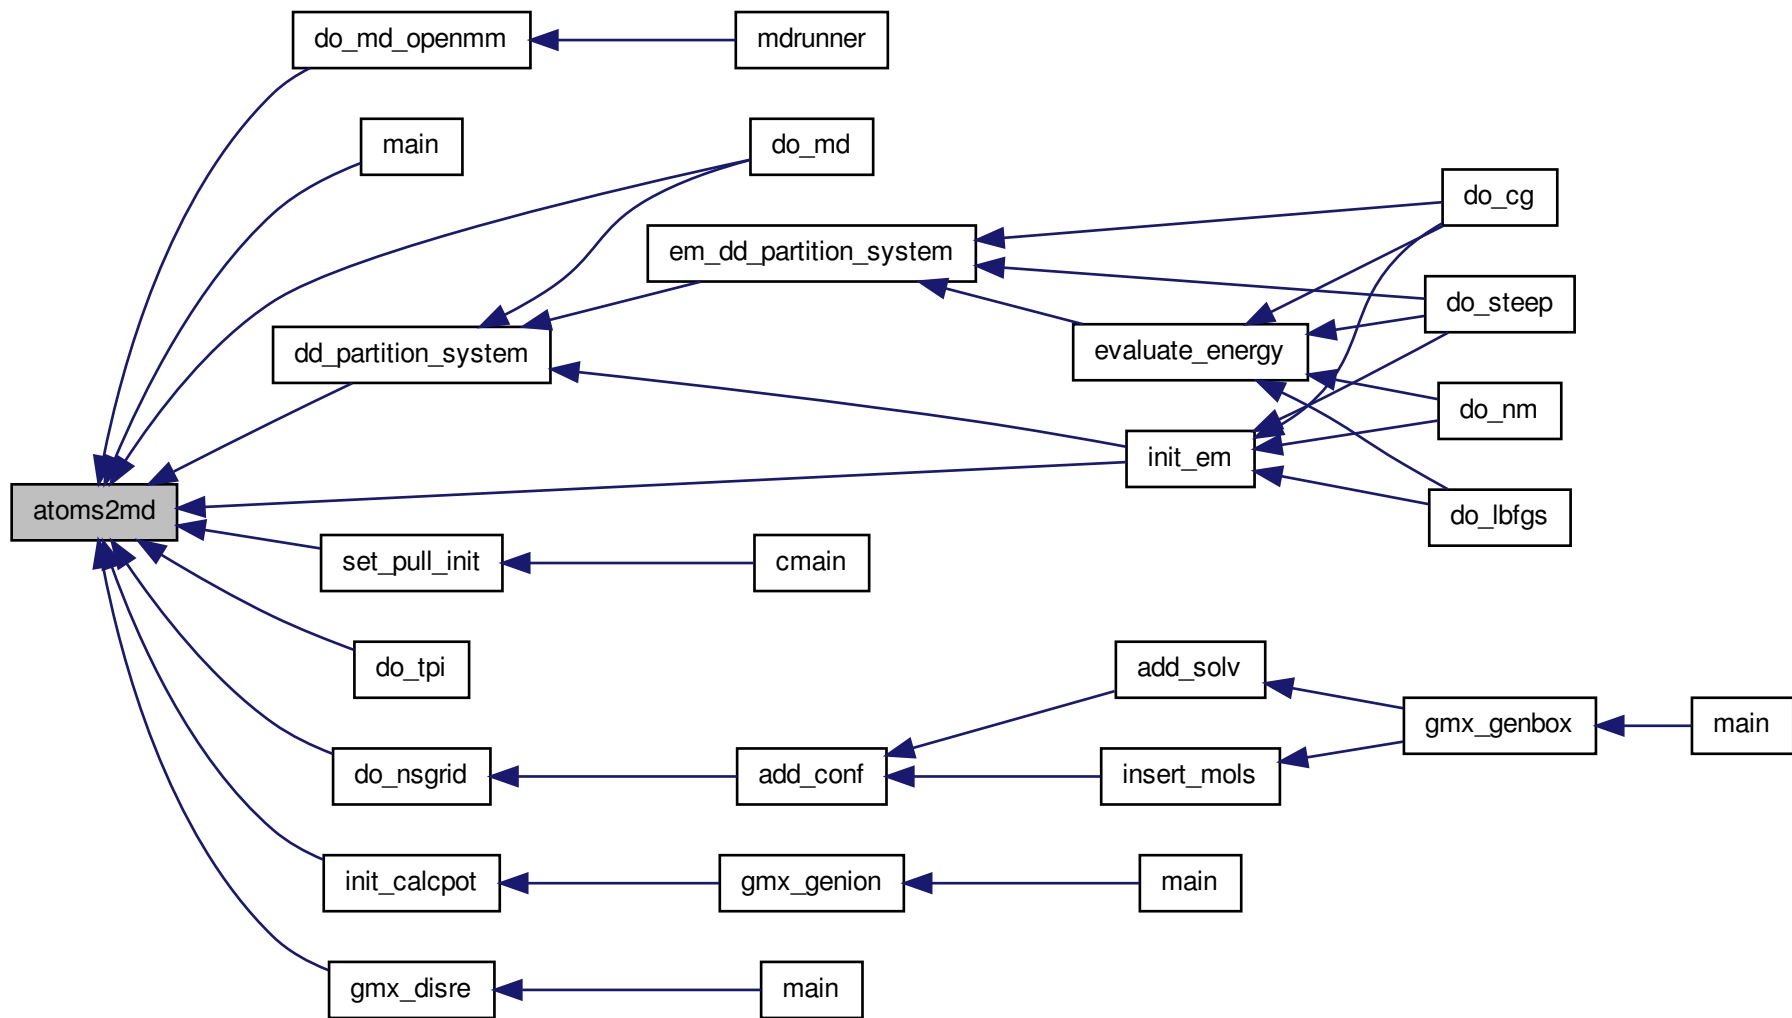 do_md_openmm
mdrunner
main
do_md
do_cg
em_dd_partition_system
do_steep
dd_partition_system
evaluate_energy
do_nm
init_em
atoms2md
do_lbfgs
set_pull_init
cmain
do_tpi
add_solv
gmx_genbox
main
do_nsgrid
add_conf
insert_mols
init_calcpot
gmx_genion
main
gmx_disre
main